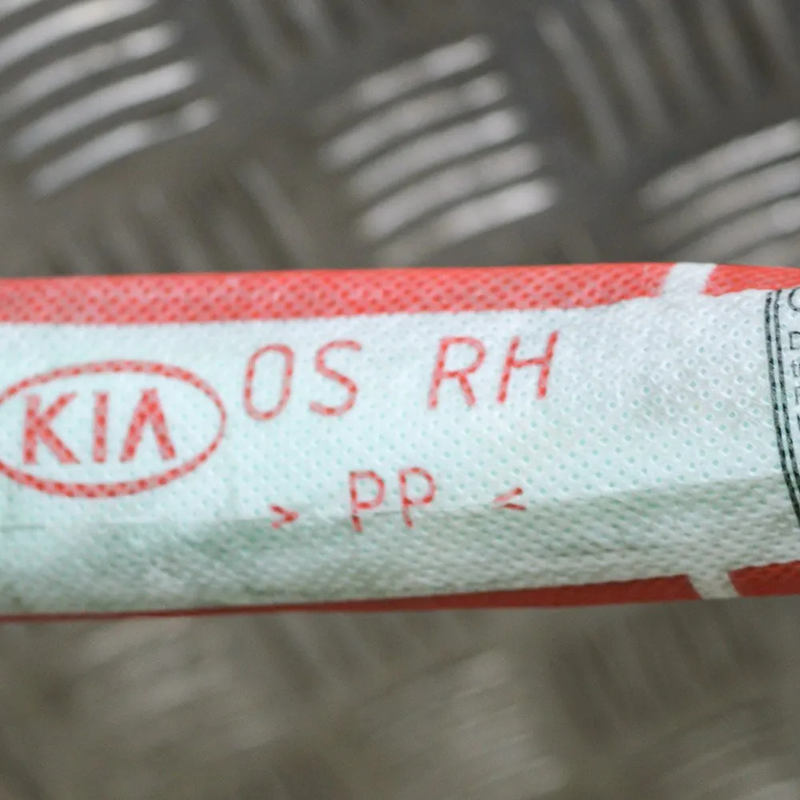 KIA OS RH
> PP <